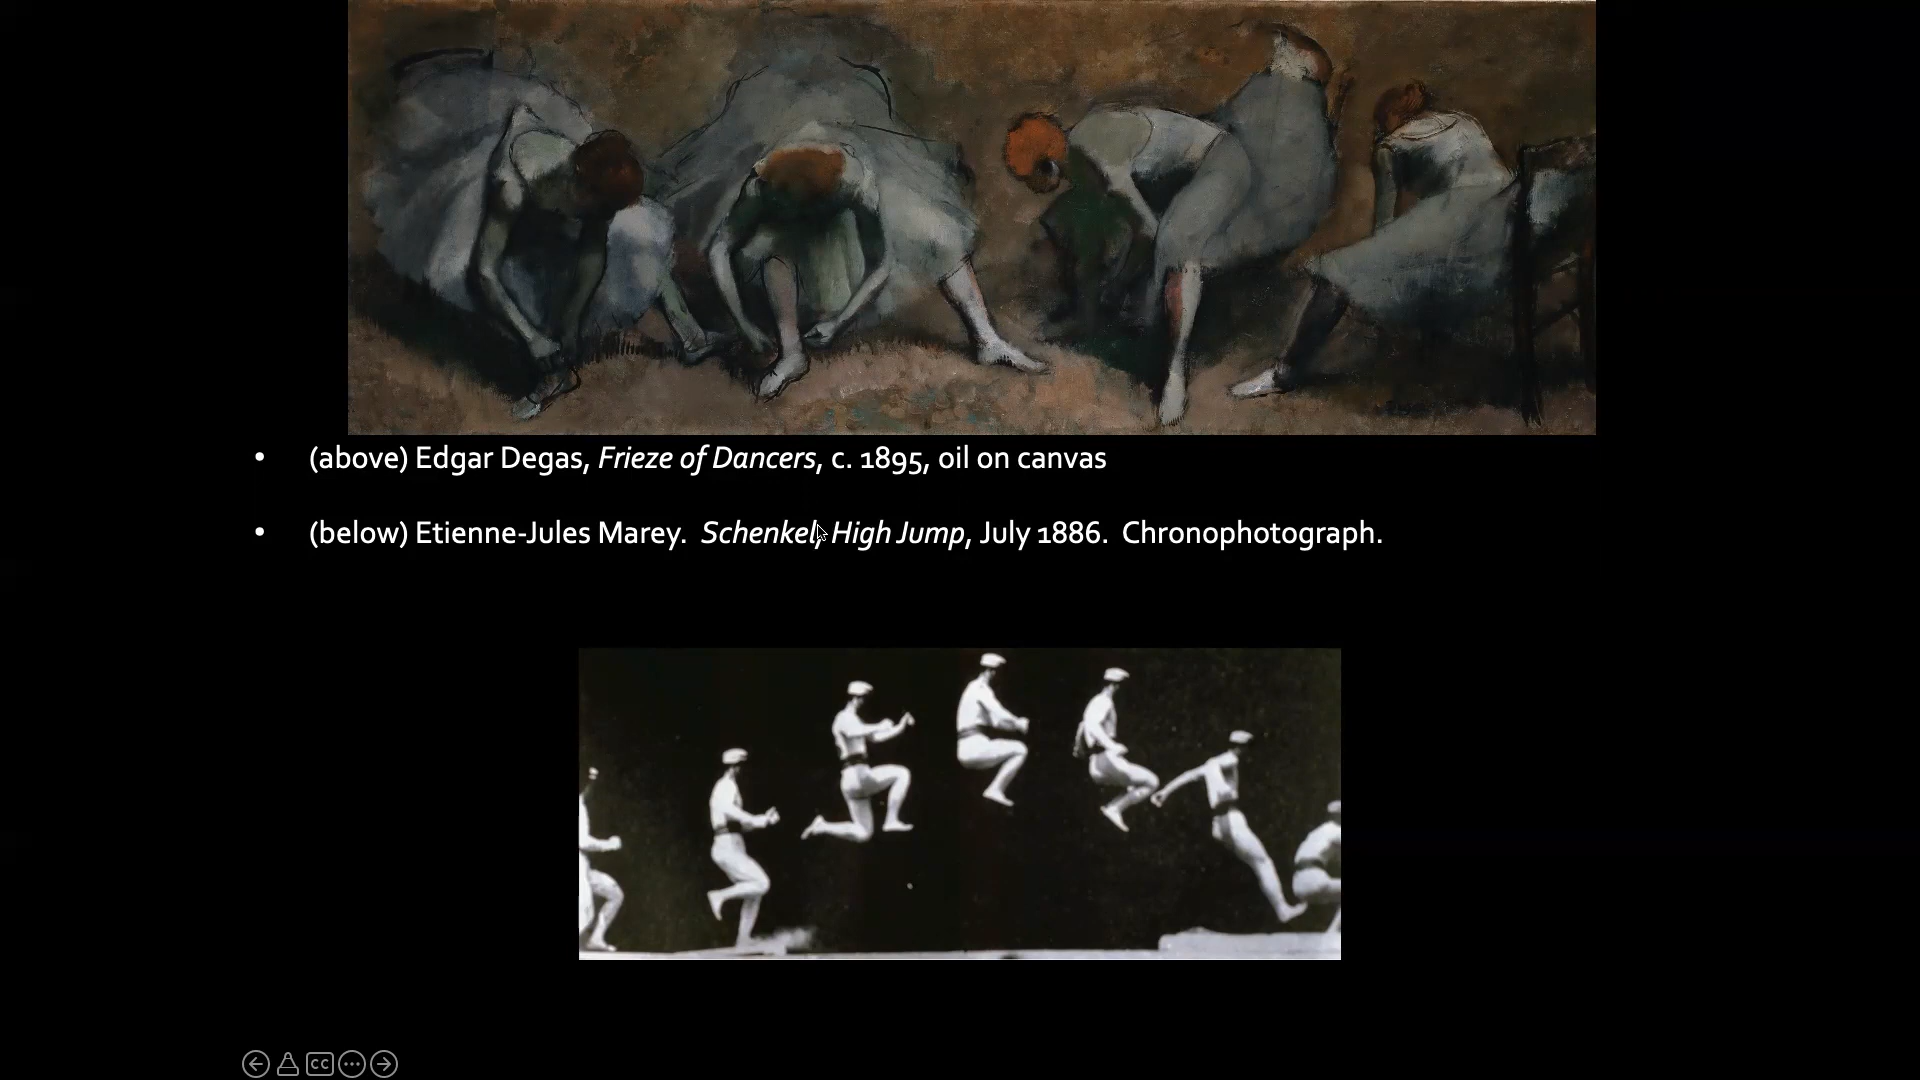 • (above) Edgar Degas, Frieze of Dancers, c. 1895, oil on canvas
• (below) Etienne-Jules Marey.  Schenkel, High Jump, July 1886.  Chronophotograph.
CC